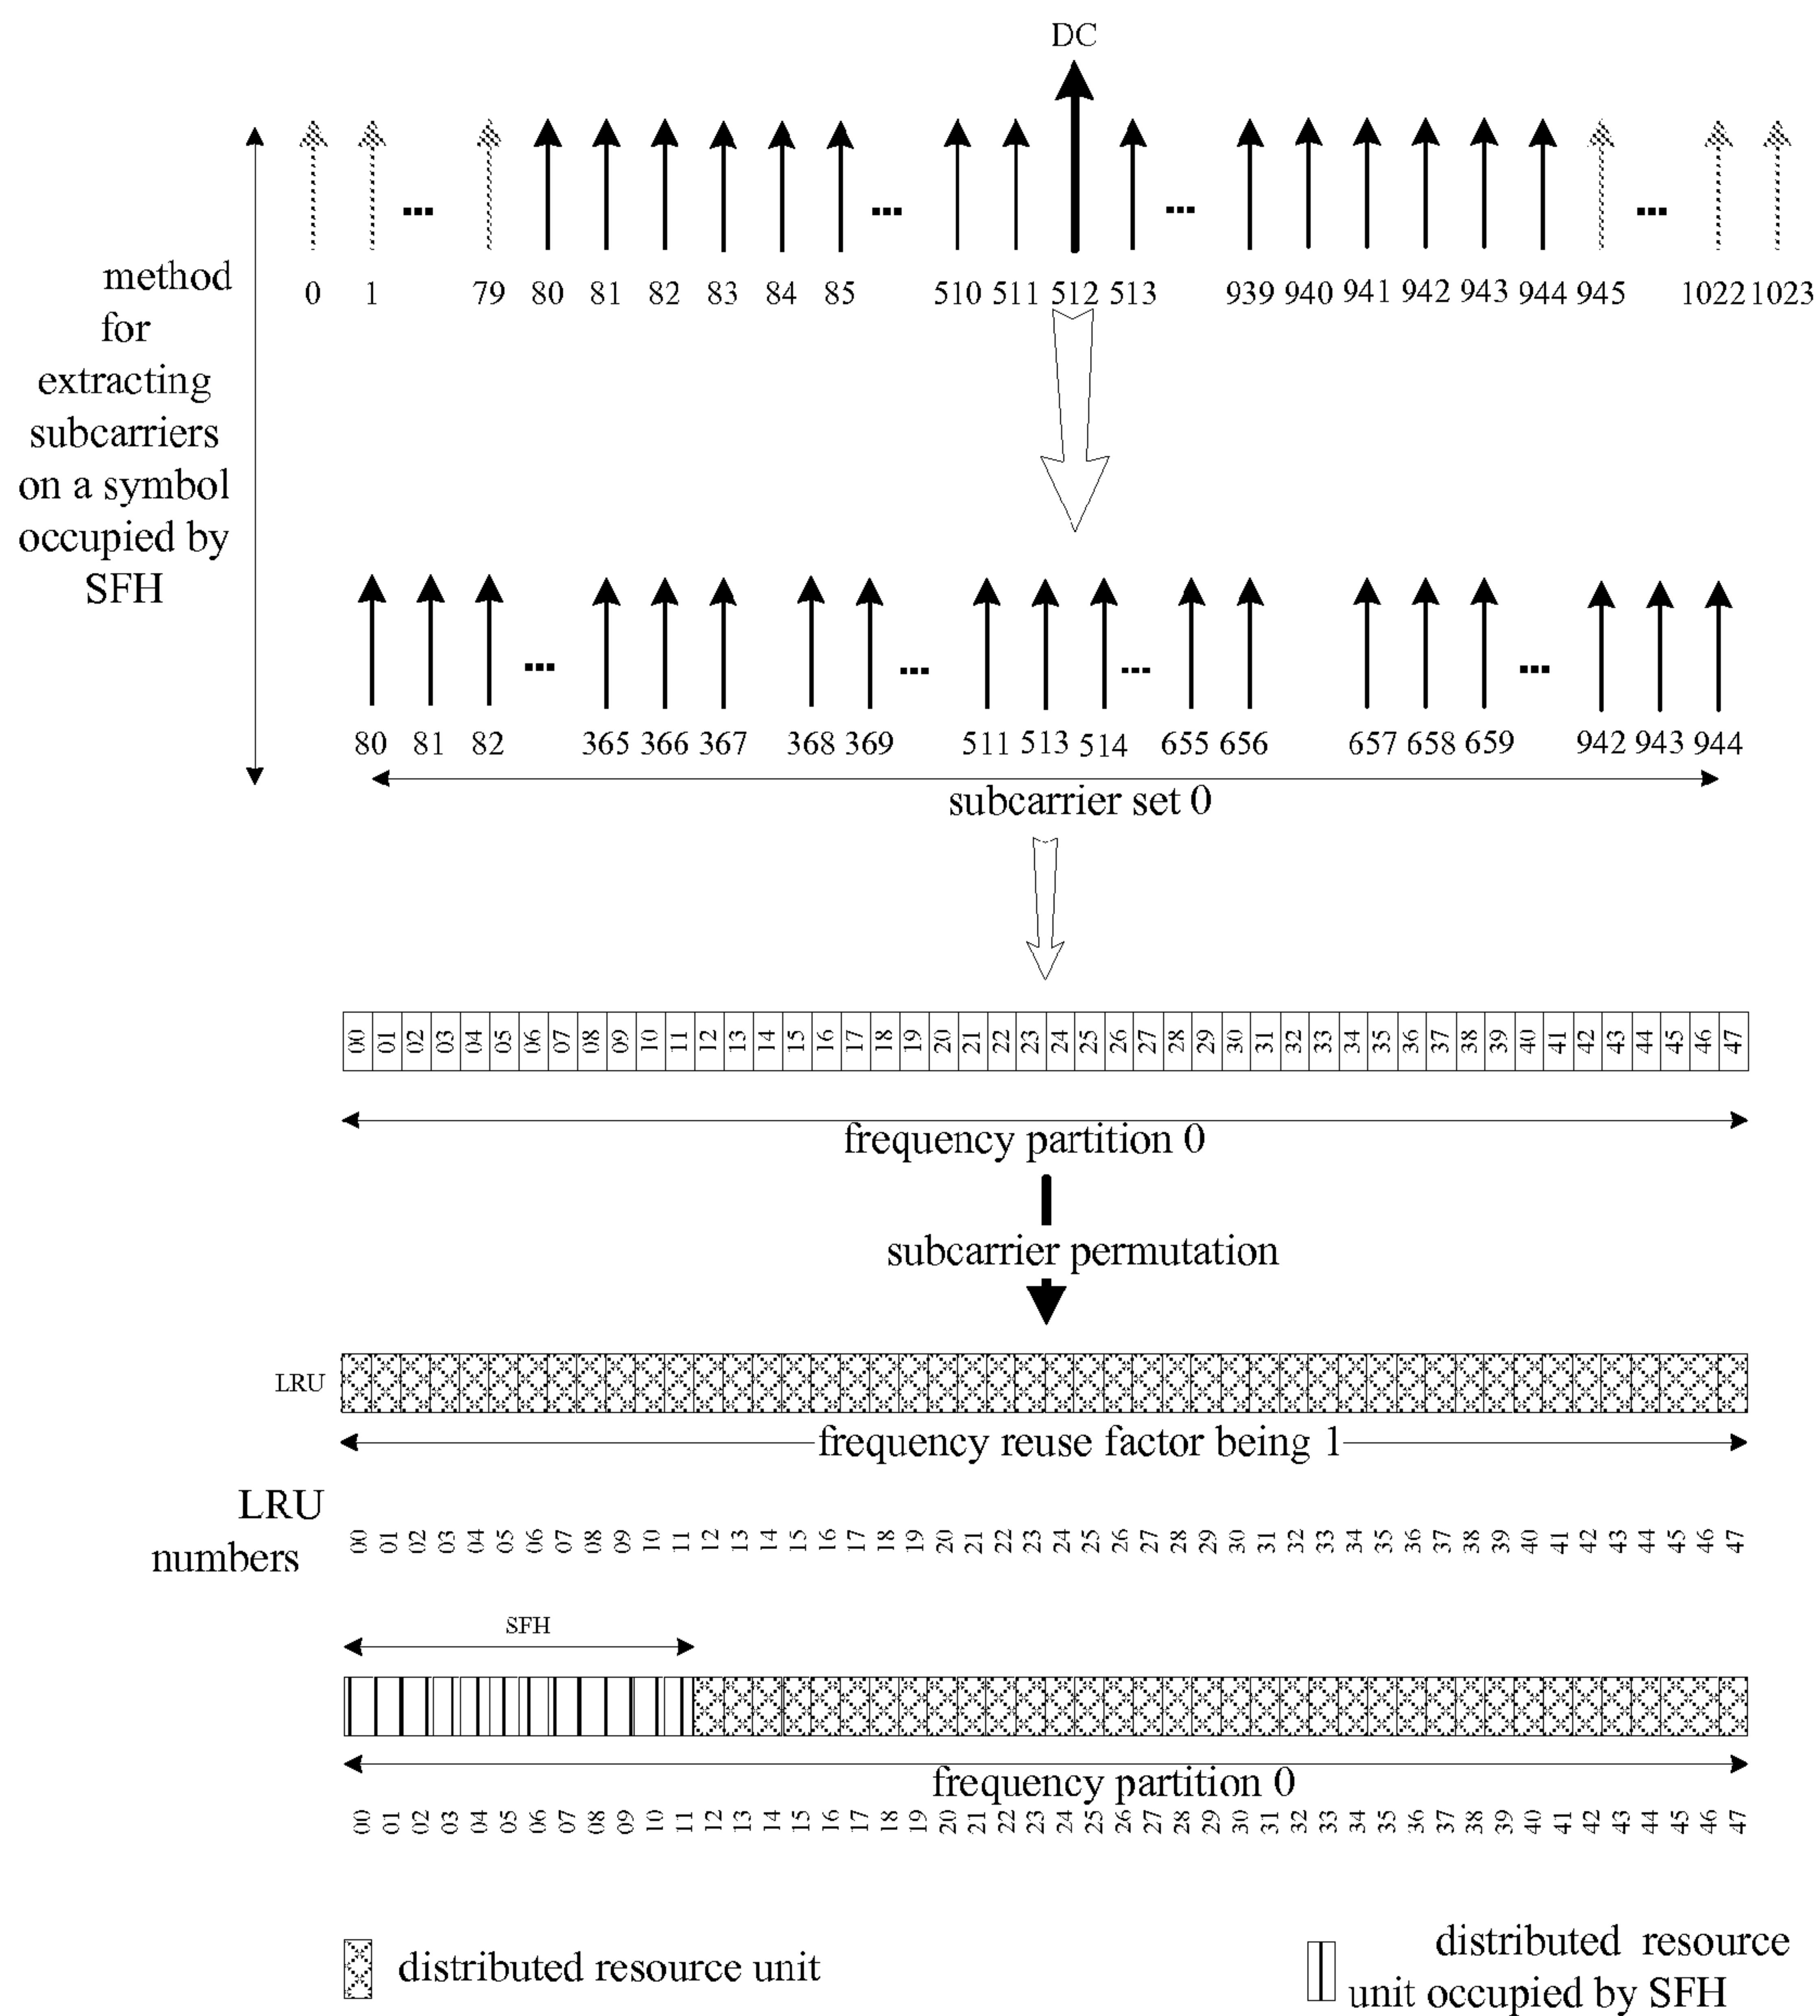 DC
0 1 ... 79 80 81 82 83 84 85 ... 510 511 512 513 ... 939 940 941 942 943 944 945 ... 1022 1023
method
for
extracting
subcarriers
on a symbol
occupied by
SFH
80 81 82 ... 365 366 367 368 369 ... 511 513 514 ... 655 656 657 658 659 ... 942 943 944
subcarrier set 0
00 01 02 03 04 05 06 07 08 09 10 11 12 13 14 15 16 17 18 19 20 21 22 23 24 25 26 27 28 29 30 31 32 33 34 35 36 37 38 39 40 41 42 43 44 45 46 47
frequency partition 0
subcarrier permutation
LRU
frequency reuse factor being 1
LRU
numbers
00 01 02 03 04 05 06 07 08 09 10 11 12 13 14 15 16 17 18 19 20 21 22 23 24 25 26 27 28 29 30 31 32 33 34 35 36 37 38 39 40 41 42 43 44 45 46 47
SFH
frequency partition 0
00 01 02 03 04 05 06 07 08 09 10 11 12 13 14 15 16 17 18 19 20 21 22 23 24 25 26 27 28 29 30 31 32 33 34 35 36 37 38 39 40 41 42 43 44 45 46 47
distributed resource unit
distributed resource
unit occupied by SFH